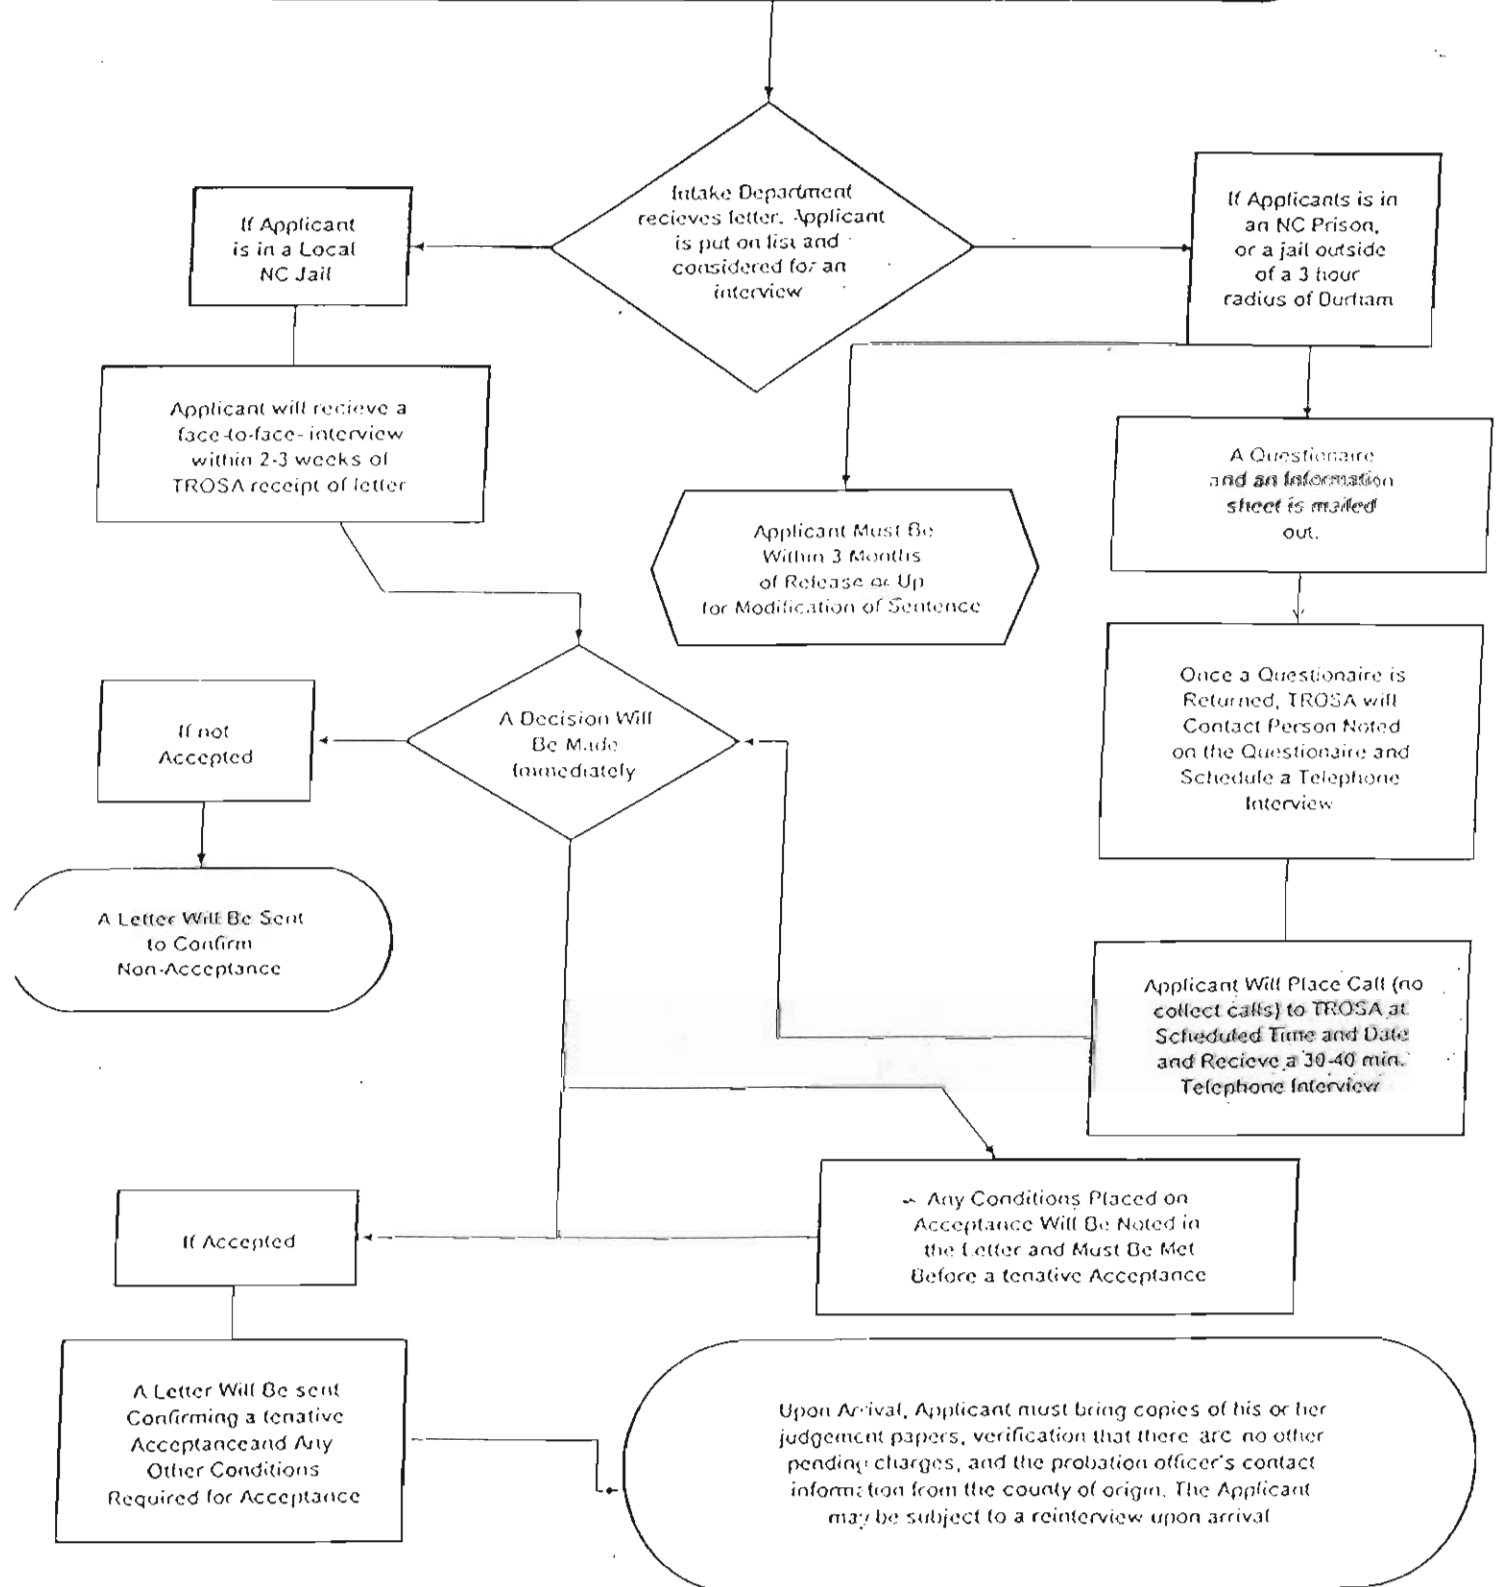 Intake Department
recieves letter. Applicant
is put on list and
considered for an
interview
If Applicant
is in a Local
NC Jail
If Applicants is in
an NC Prison,
or a jail outside
of a 3 hour
radius of Durham
Applicant will recieve a
face-to-face- interview
within 2-3 weeks of
TROSA receipt of letter
A Questionaire
and an Information
sheet is mailed
out.
Applicant Must Be
Within 3 Months
of Release or Up
for Modification of Sentence
Once a Questionaire is
Returned, TROSA will
Contact Person Noted
on the Questionaire and
Schedule a Telephone
Interview
A Decision Will
Be Made
Immediately
If not
Accepted
A Letter Will Be Sent
to Confirm
Non-Acceptance
Applicant Will Place Call (no
collect calls) to TROSA at
Scheduled Time and Date
and Recieve a 30-40 min.
Telephone Interview
Any Conditions Placed on
Acceptance Will Be Noted in
the Letter and Must Be Met
Before a tenative Acceptance
If Accepted
A Letter Will Be sent
Confirming a tenative
Acceptanceand Any
Other Conditions
Required for Acceptance
Upon Arrival, Applicant must bring copies of his or her
judgement papers, verification that there are no other
pending charges, and the probation officer's contact
information from the county of origin. The Applicant
may be subject to a reinterview upon arrival